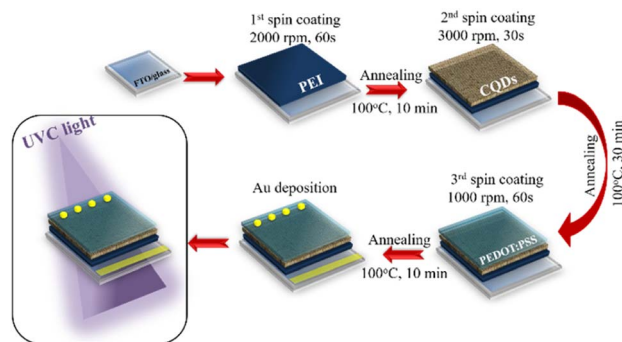 1st spin coating
2000 rpm, 60s
2nd spin coating
3000 rpm, 30s
FTO/glass
PEI
Annealing
100°C, 10 min
CQDs
Annealing
100°C, 30 min
3rd spin coating
1000 rpm, 60s
PEDOT:PSS
Annealing
100°C, 10 min
Au deposition
UVC light